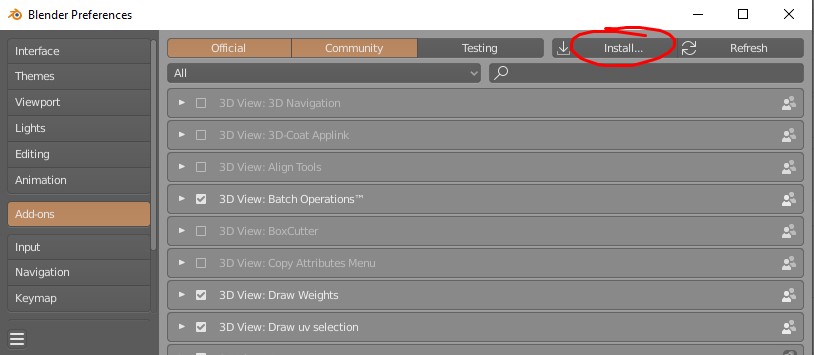 Blender Preferences
Interface
Themes
Viewport
Lights
Editing
Animation
Add-ons
Input
Navigation
Keymap
Official Community Testing Install... Refresh
All
3D View: 3D Navigation
3D View: 3D-Coat Applink
3D View: Align Tools
3D View: Batch Operations™
3D View: BoxCutter
3D View: Copy Attributes Menu
3D View: Draw Weights
3D View: Draw uv selection